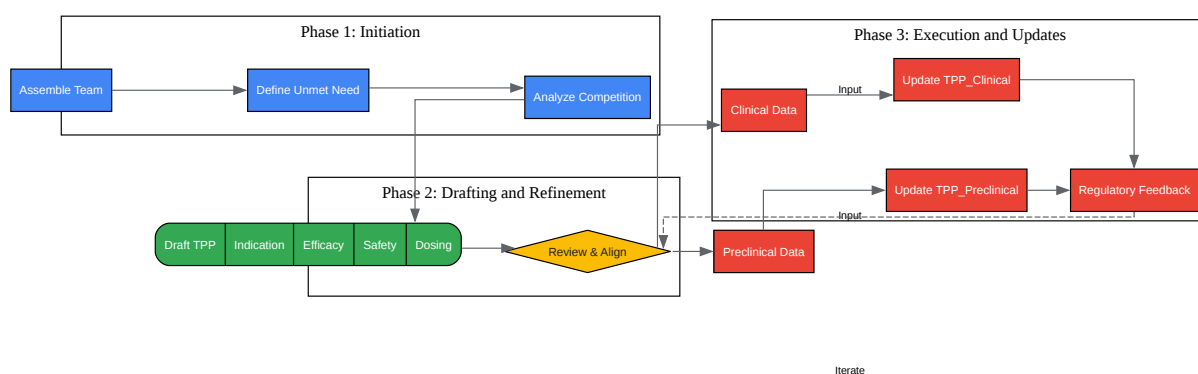 Phase 1: Initiation
Assemble Team
Define Unmet Need
Analyze Competition
Phase 2: Drafting and Refinement
Draft TPP
Indication
Efficacy
Safety
Dosing
Review & Align
Phase 3: Execution and Updates
Clinical Data
Input
Update TPP_Clinical
Preclinical Data
Input
Update TPP_Preclinical
Regulatory Feedback
Iterate